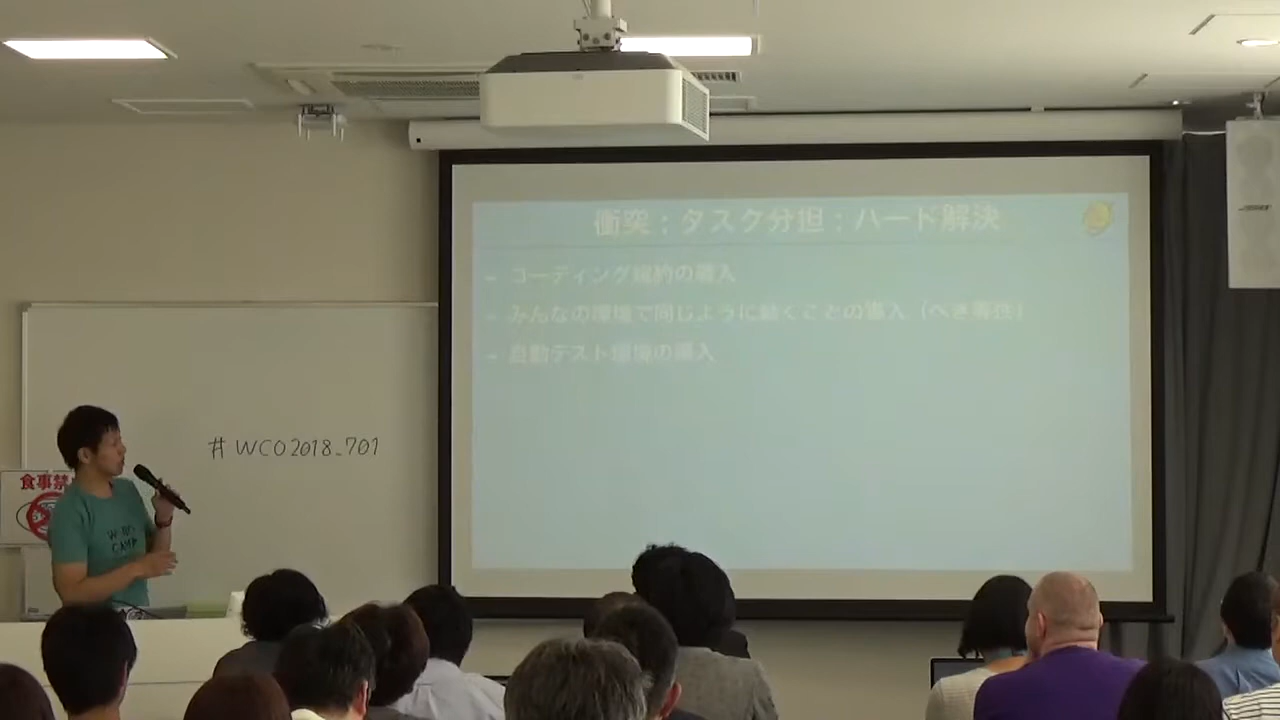 衝突：タスク分担：ハード解決
- コーディング規約の導入
- みんなの環境で同じように動くことの導入（べき等性）
- 自動テスト環境の導入
# WCO2018_701
食事禁
CAMP